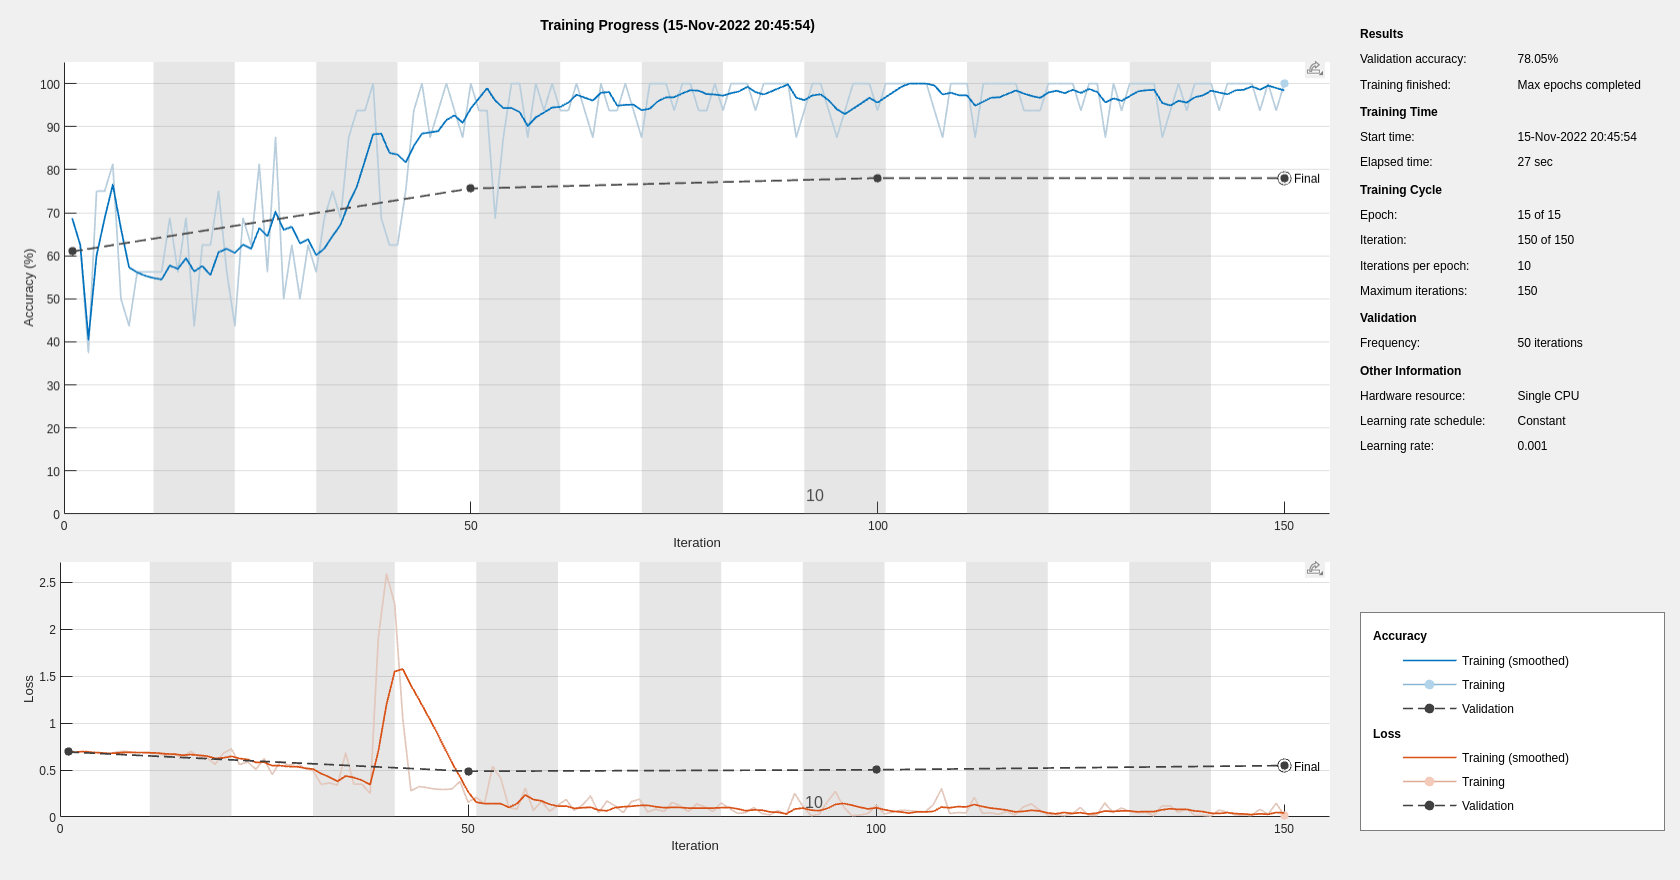 Training Progress (15-Nov-2022 20:45:54)
100
90
80
70
60
50
40
30
20
10
0
Accuracy (%)
Final
10
0 50 100 150
Iteration
2.5
2
1.5
1
0.5
0
Loss
Final
10
0 50 100 150
Iteration
Results
Validation accuracy: 78.05%
Training finished: Max epochs completed
Training Time
Start time: 15-Nov-2022 20:45:54
Elapsed time: 27 sec
Training Cycle
Epoch: 15 of 15
Iteration: 150 of 150
Iterations per epoch: 10
Maximum iterations: 150
Validation
Frequency: 50 iterations
Other Information
Hardware resource: Single CPU
Learning rate schedule: Constant
Learning rate: 0.001
Accuracy
Training (smoothed)
Training
Validation
Loss
Training (smoothed)
Training
Validation